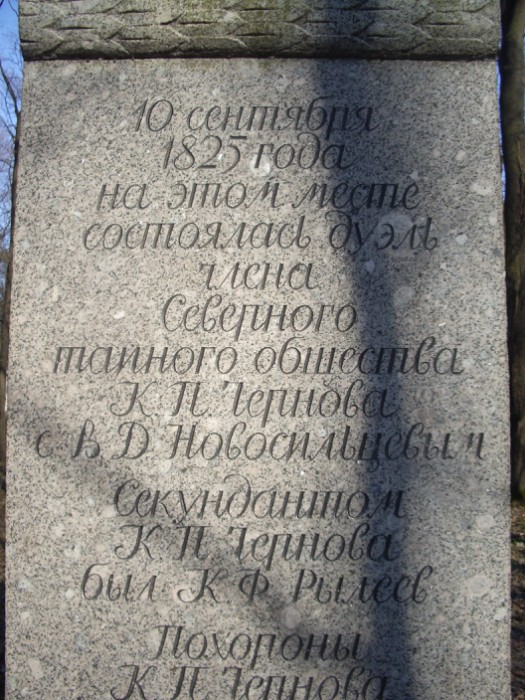 10 сентября
1825 года
на этом месте
состоялась дуэль
члена
Северного
тайного общества
К П. Чернова
с В. Д. Новосильцевым
Секундантом
К П. Чернова
был К. Ф. Рылеев
Похороны
К П Чернова